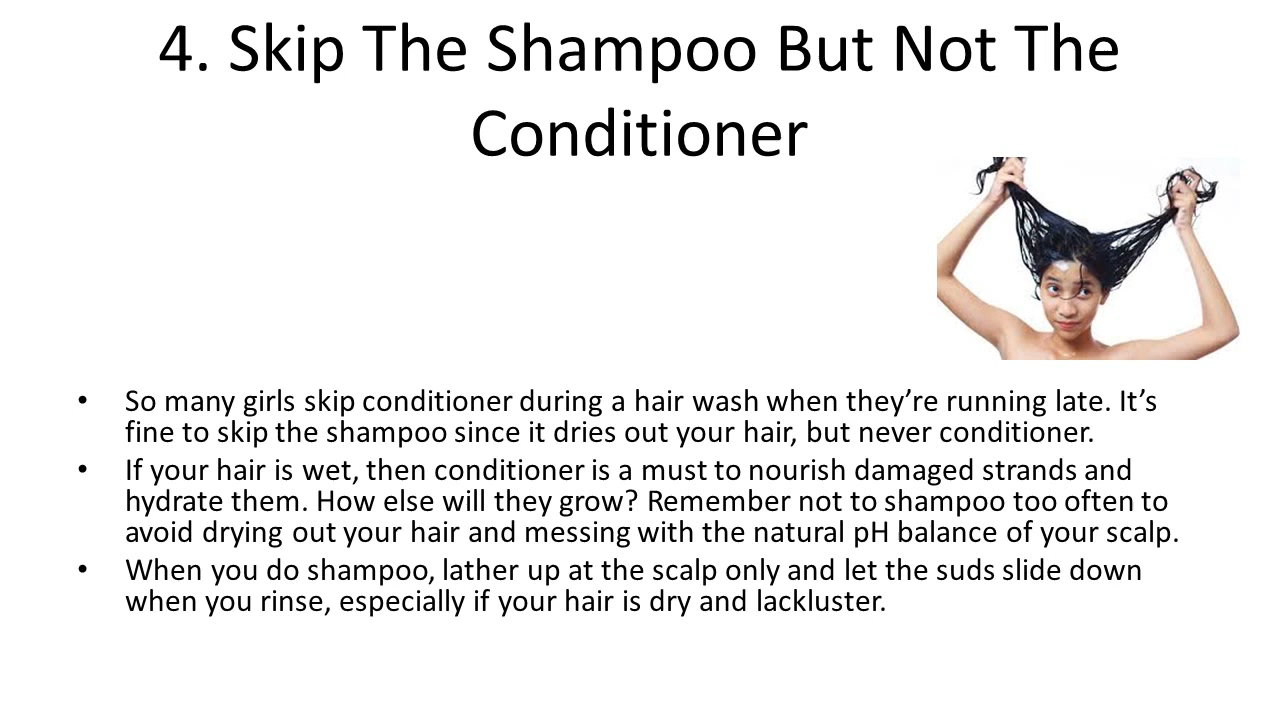 4. Skip The Shampoo But Not The
Conditioner
• So many girls skip conditioner during a hair wash when they’re running late. It’s
fine to skip the shampoo since it dries out your hair, but never conditioner.
• If your hair is wet, then conditioner is a must to nourish damaged strands and
hydrate them. How else will they grow? Remember not to shampoo too often to
avoid drying out your hair and messing with the natural pH balance of your scalp.
• When you do shampoo, lather up at the scalp only and let the suds slide down
when you rinse, especially if your hair is dry and lackluster.